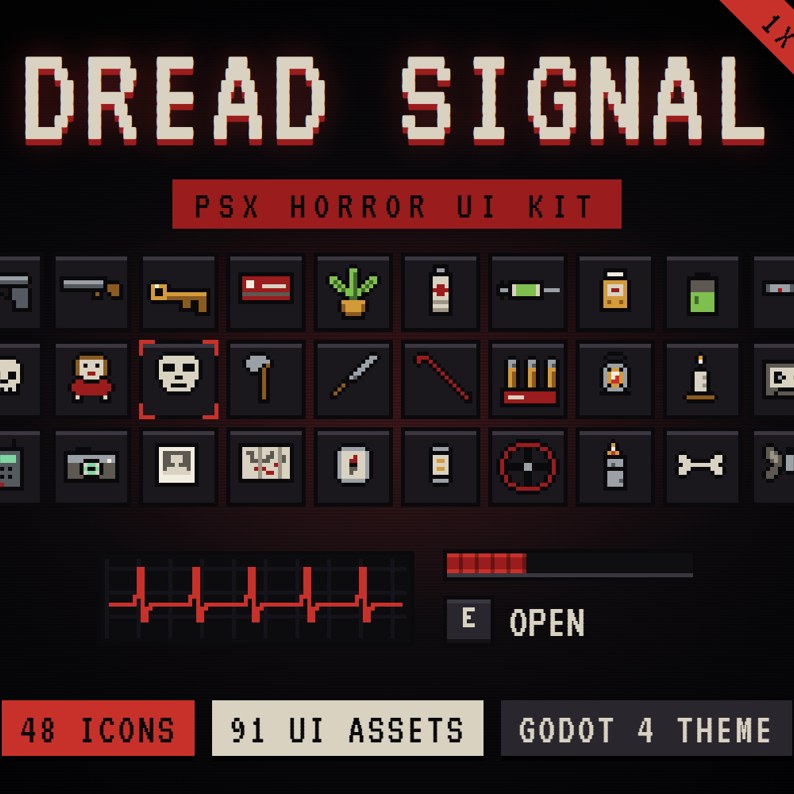 1X
DREAD SIGNAL
PSX HORROR UI KIT
E OPEN
48 ICONS 91 UI ASSETS GODOT 4 THEME